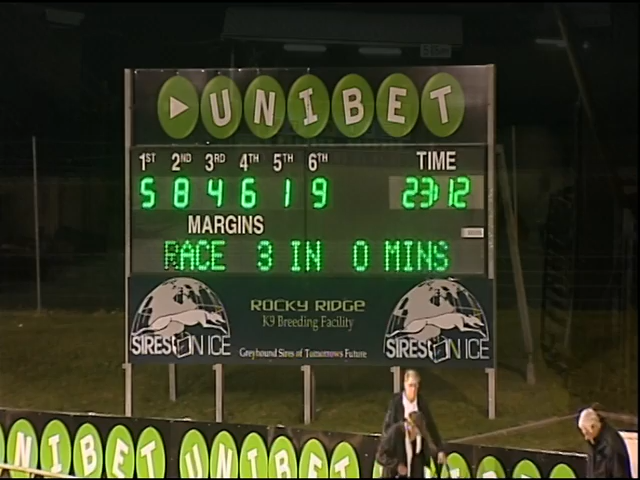 UNIBET
1ST 2ND 3RD 4TH 5TH 6TH TIME
5 8 4 6 1 9 23 12
MARGINS
RACE 3 IN 0 MINS
ROCKY RIDGE
K9 Breeding Facility
SIRES ON ICE
Greyhound Sires of Tomorrows Future
SIRES ON ICE
NIBET UNIBET